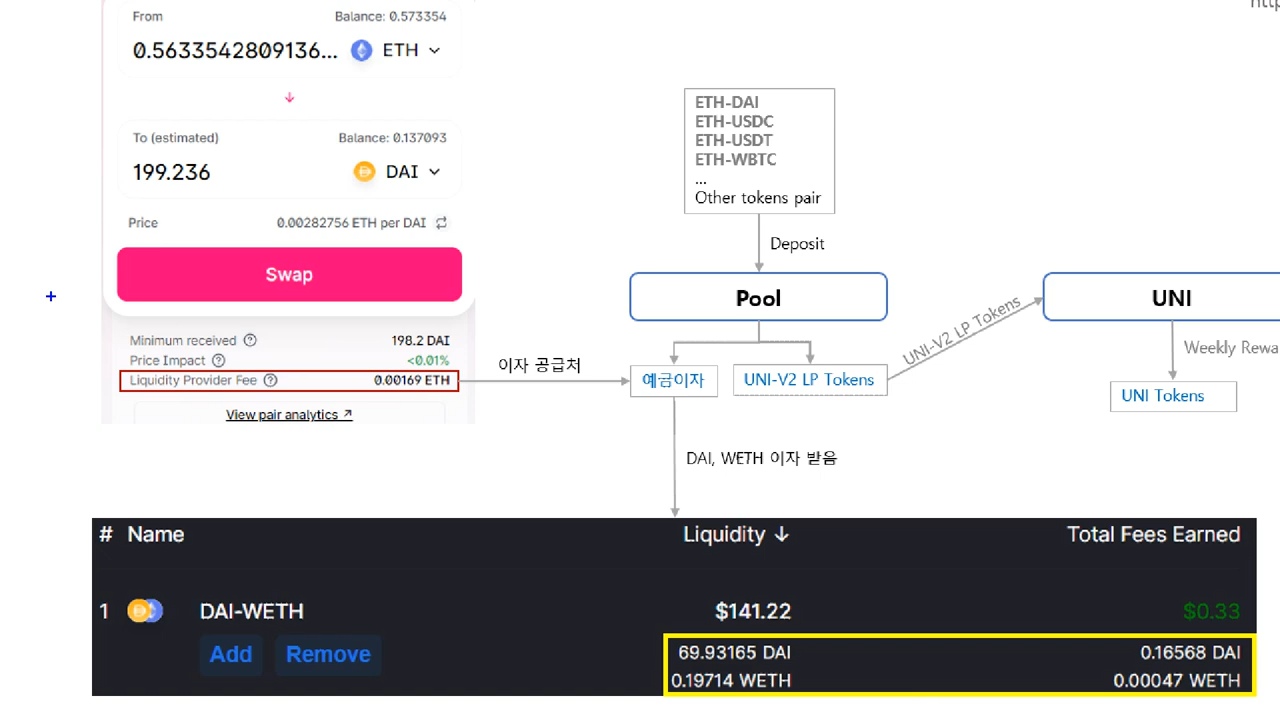 http
From
Balance: 0.573354
0.5633542809136...
ETH
To (estimated)
Balance: 0.137093
199.236
DAI
Price
0.00282756 ETH per DAI
Swap
Minimum received
198.2 DAI
Price Impact
<0.01%
Liquidity Provider Fee
0.00169 ETH
View pair analytics ↗
이자 공급처
ETH-DAI
ETH-USDC
ETH-USDT
ETH-WBTC
...
Other tokens pair
Deposit
Pool
예금이자
UNI-V2 LP Tokens
UNI-V2 LP Tokens
UNI
Weekly Rewa
UNI Tokens
DAI, WETH 이자 받음
# Name
Liquidity ↓
Total Fees Earned
1
DAI-WETH
$141.22
$0.33
Add
Remove
69.93165 DAI
0.16568 DAI
0.19714 WETH
0.00047 WETH